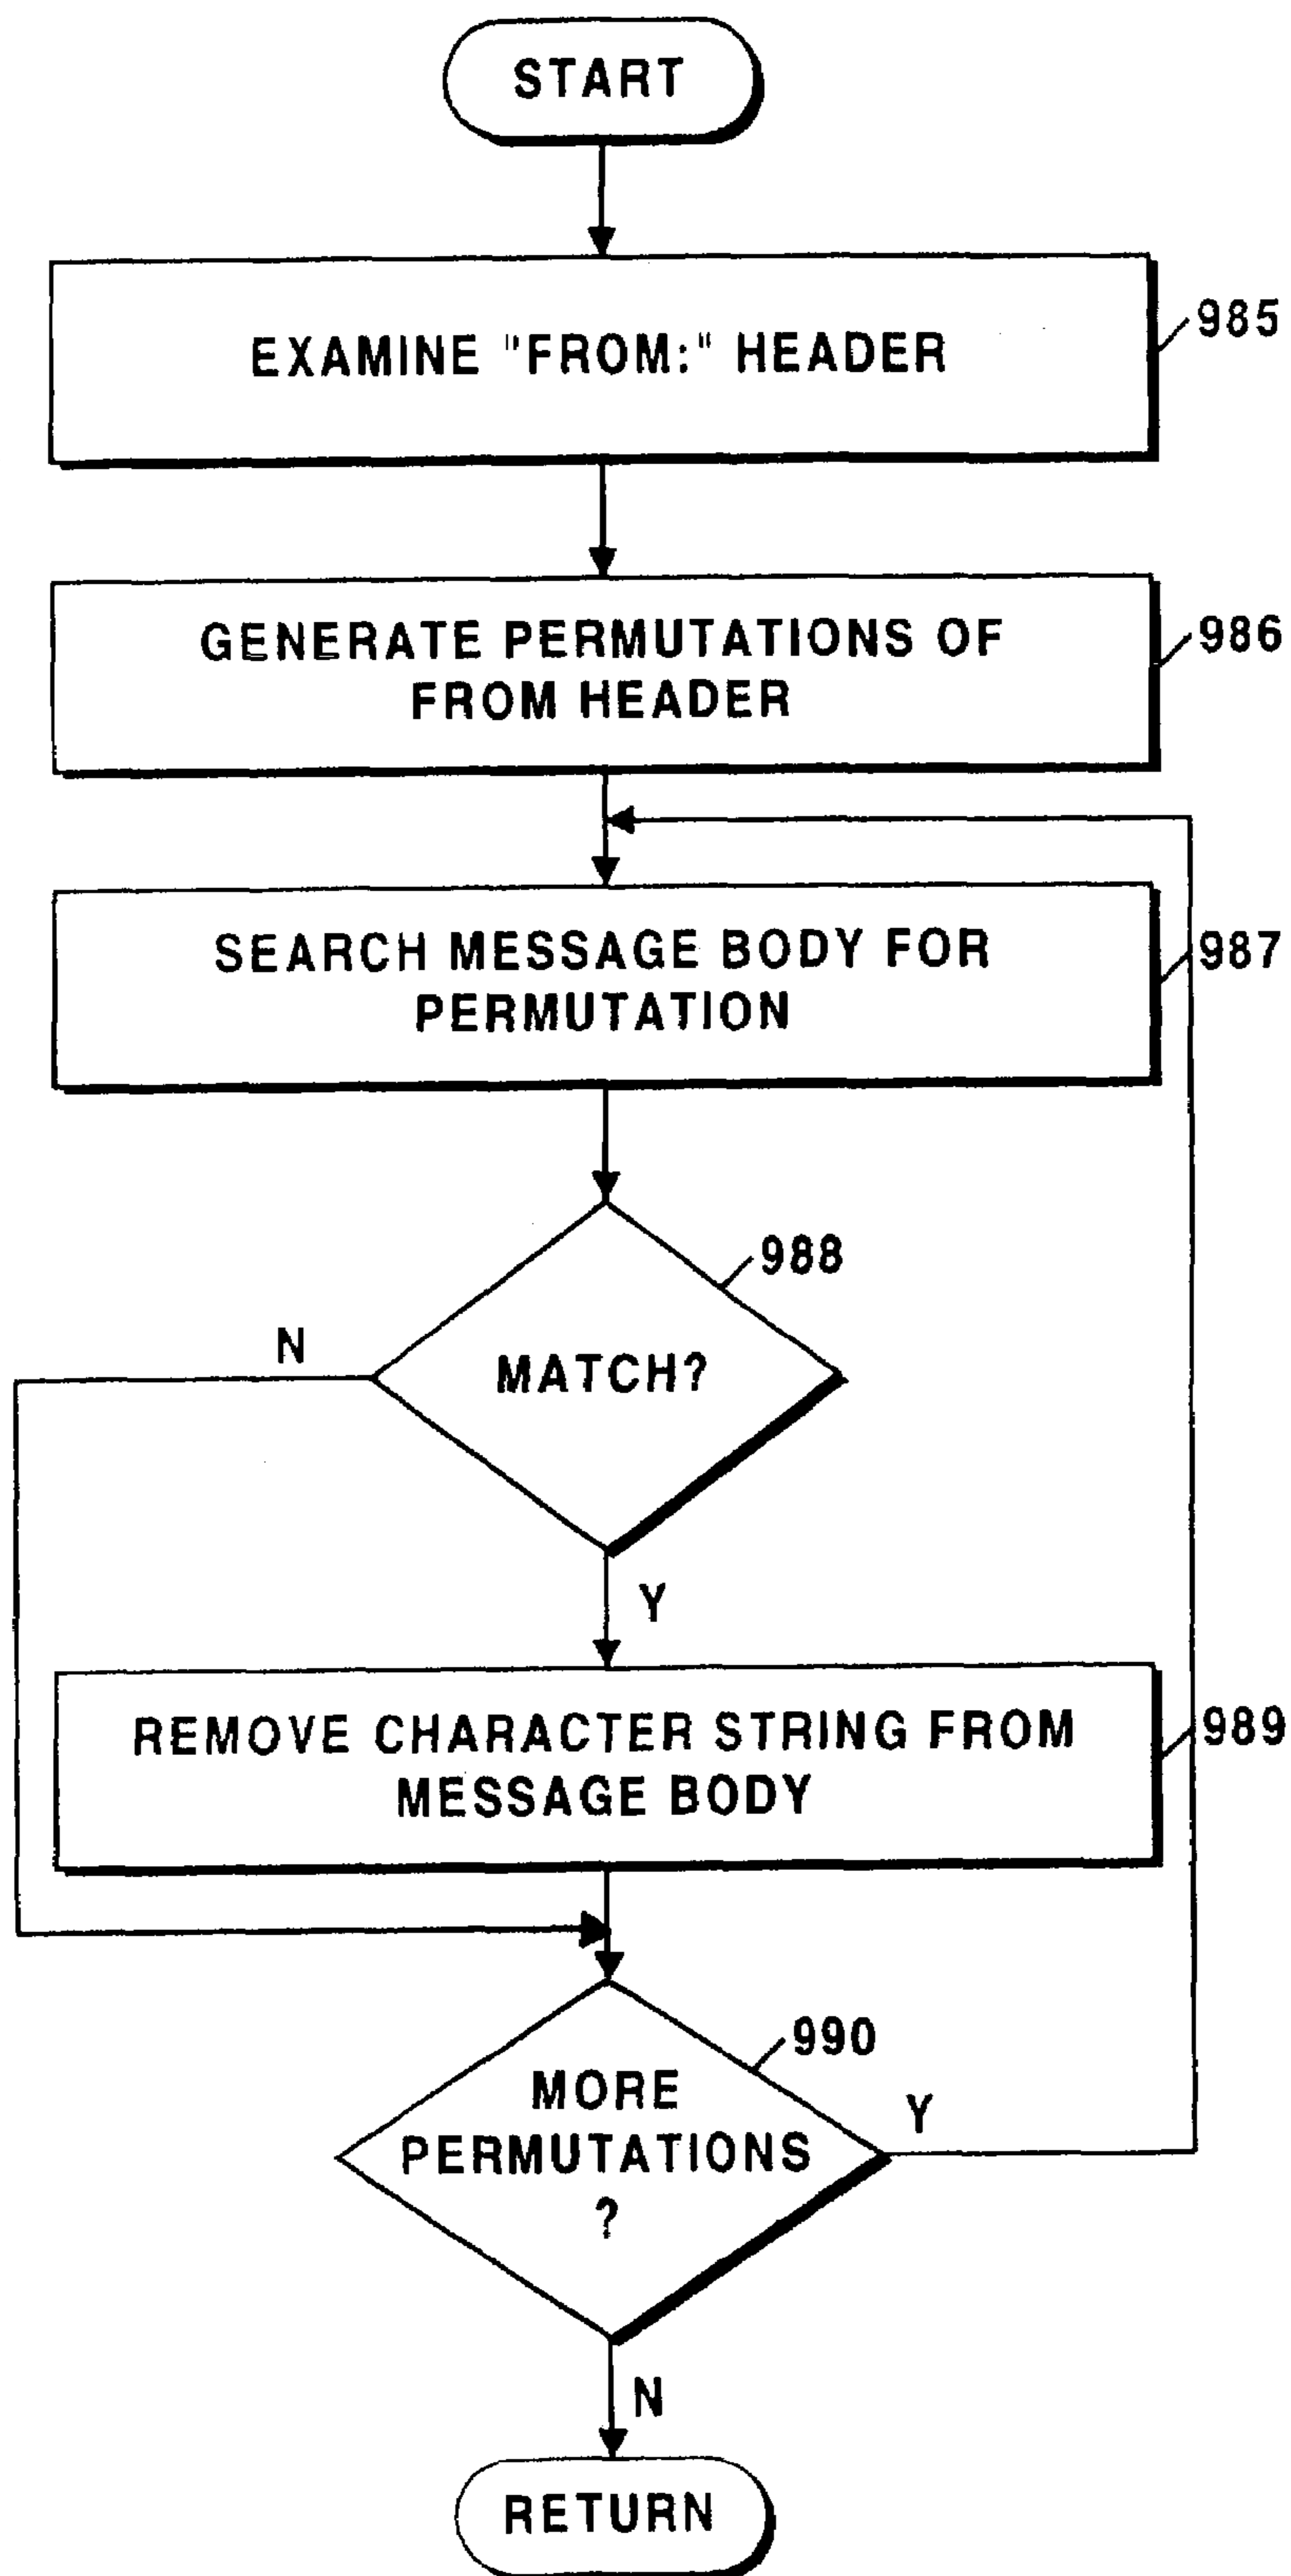 START
EXAMINE "FROM:" HEADER
985
GENERATE PERMUTATIONS OF
FROM HEADER
986
SEARCH MESSAGE BODY FOR
PERMUTATION
987
988
MATCH?
N
Y
REMOVE CHARACTER STRING FROM
MESSAGE BODY
989
990
MORE
PERMUTATIONS
?
Y
N
RETURN